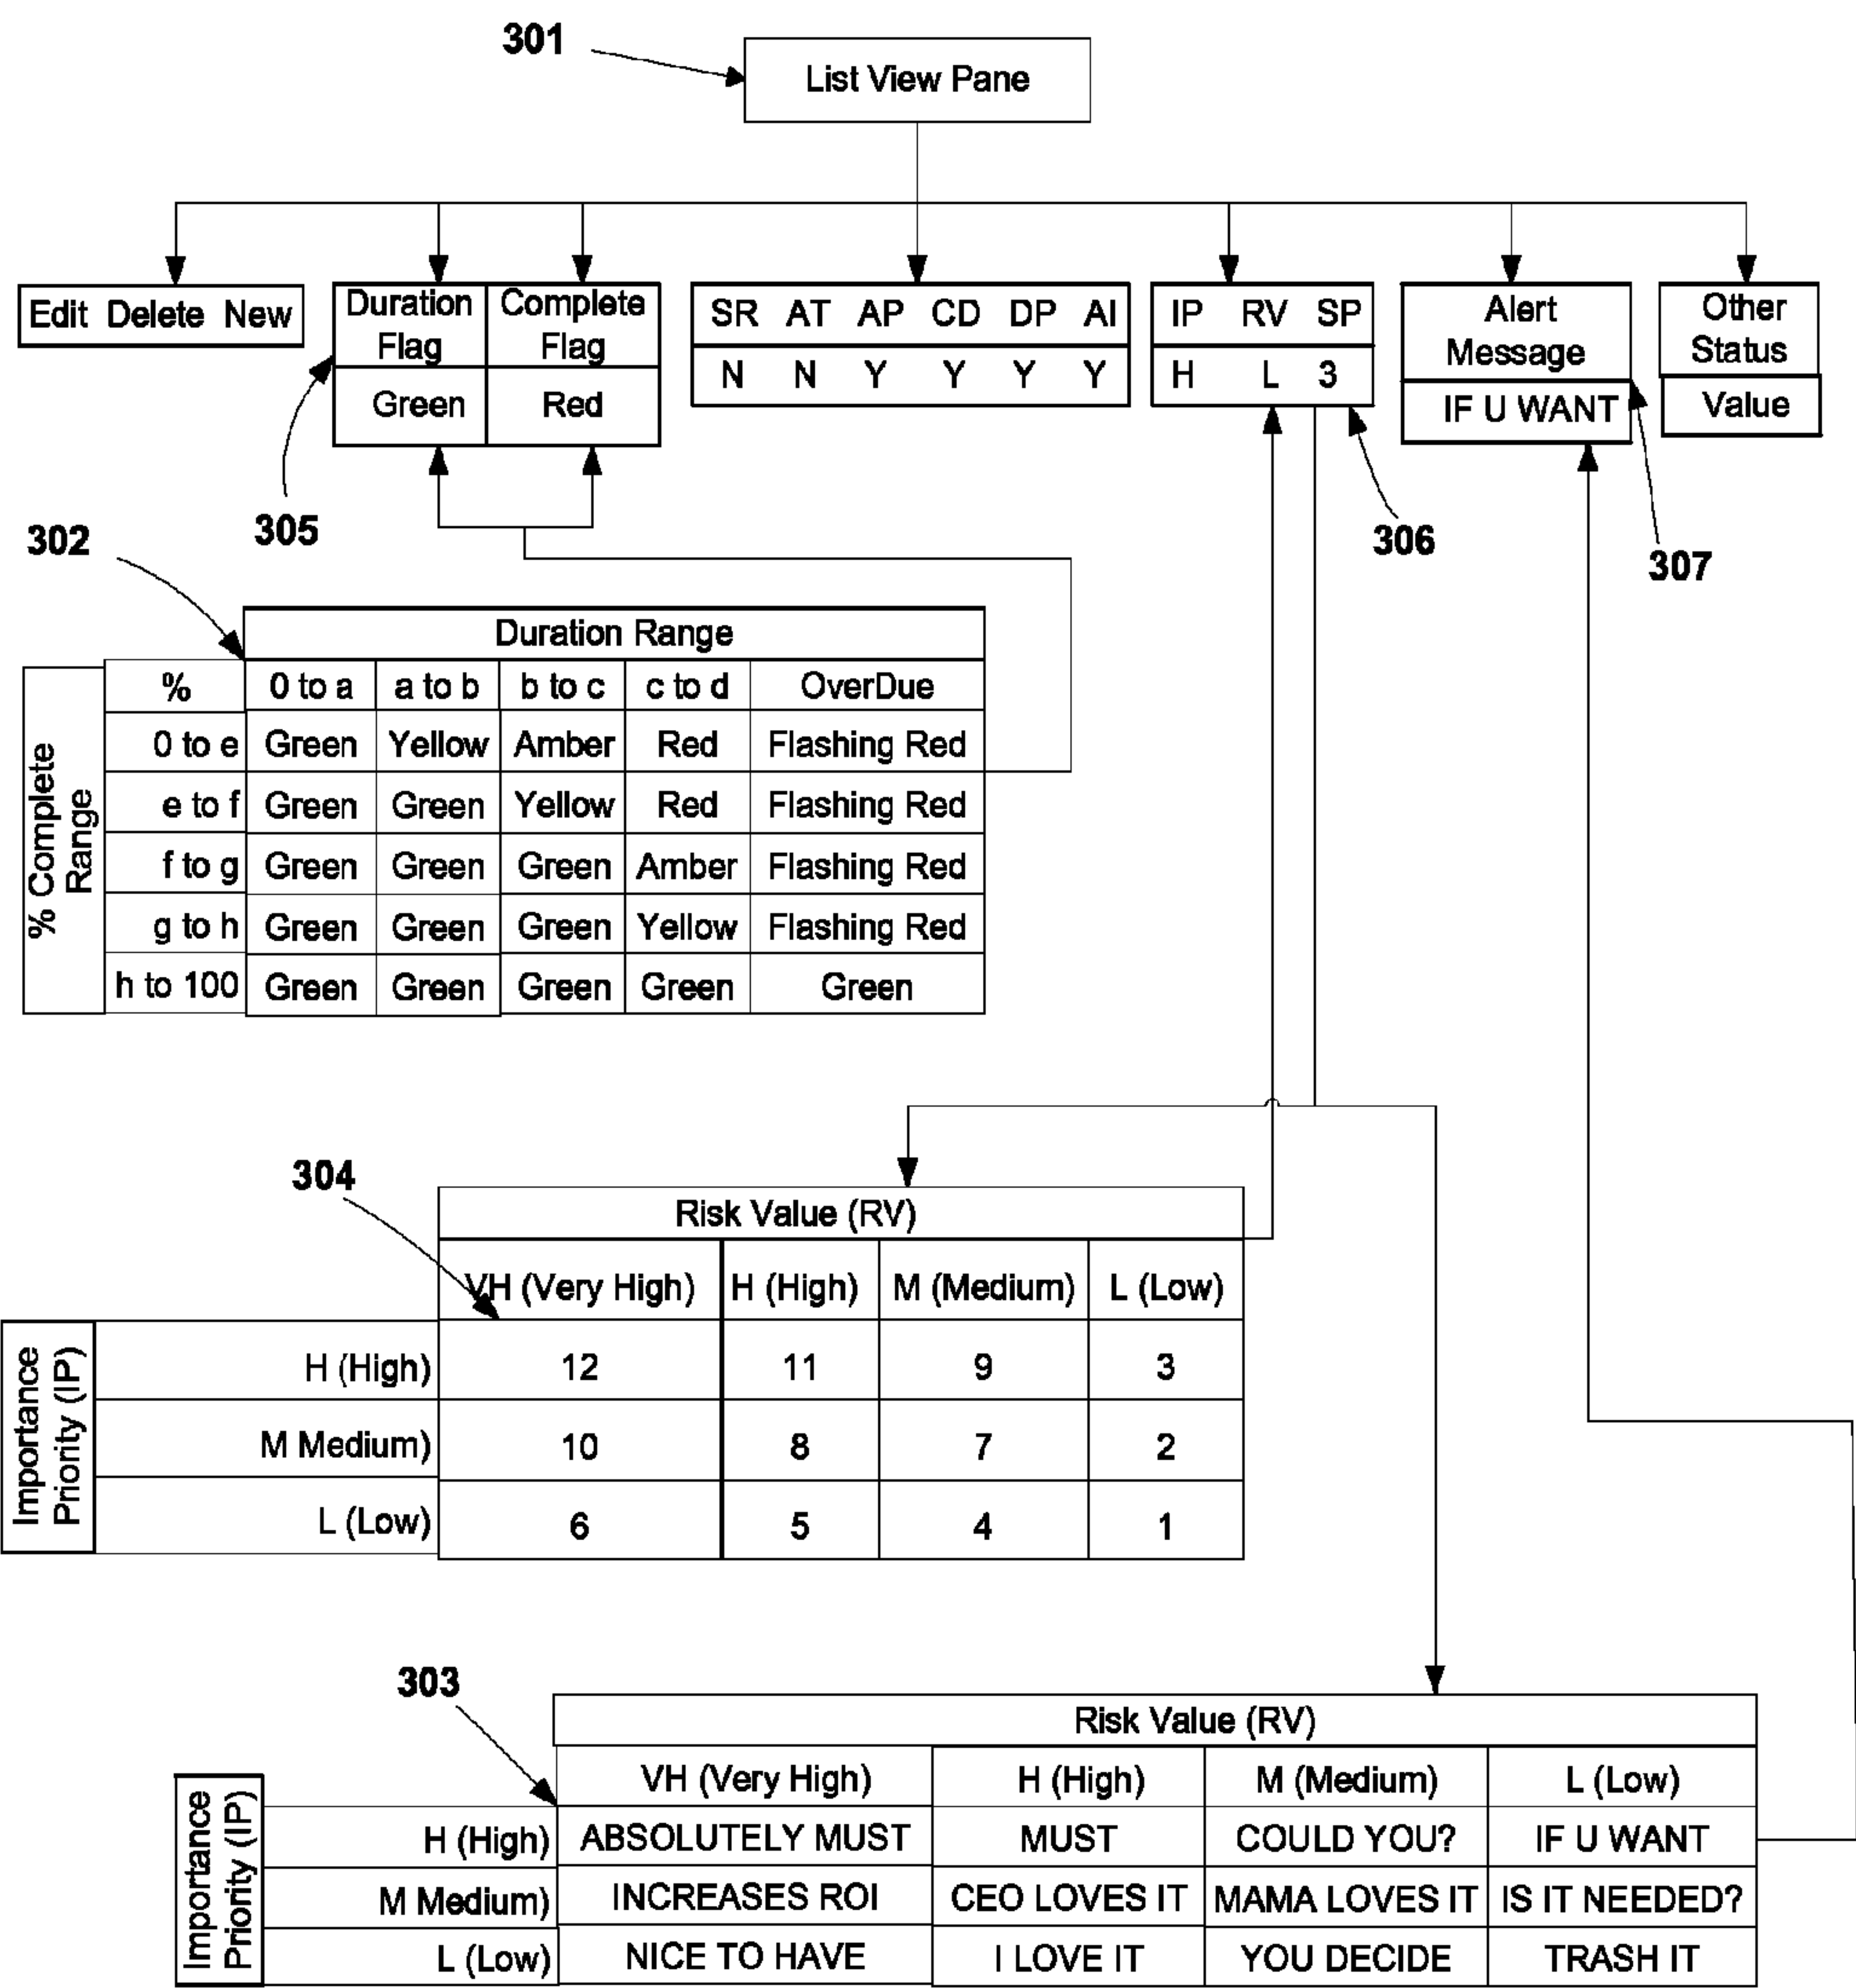 301
List View Pane
Edit Delete New
Duration Flag
Complete Flag
Green
Red
SR AT AP CD DP AI
N N Y Y Y Y
IP RV SP
H L 3
Alert
Message
IF U WANT
Other
Status
Value
305
306
307
302
Duration Range
% Complete
Range
% 0 to a a to b b to c c to d OverDue
0 to e Green Yellow Amber Red Flashing Red
e to f Green Green Yellow Red Flashing Red
f to g Green Green Green Amber Flashing Red
g to h Green Green Green Yellow Flashing Red
h to 100 Green Green Green Green Green
304
Risk Value (RV)
VH (Very High) H (High) M (Medium) L (Low)
Importance
Priority (IP)
H (High) 12 11 9 3
M Medium) 10 8 7 2
L (Low) 6 5 4 1
303
Risk Value (RV)
VH (Very High) H (High) M (Medium) L (Low)
Importance
Priority (IP)
H (High) ABSOLUTELY MUST MUST COULD YOU? IF U WANT
M Medium) INCREASES ROI CEO LOVES IT MAMA LOVES IT IS IT NEEDED?
L (Low) NICE TO HAVE I LOVE IT YOU DECIDE TRASH IT